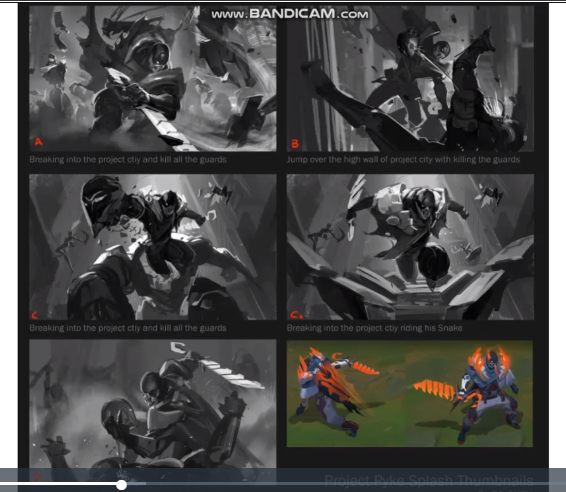 www.BANDICAM.com
A
B
Breaking into the project ctiy and kill all the guards
Jump over the high wall of project city with killing the guards
C
C+
Breaking into the project ctiy and kill all the guards
Breaking into the project ctiy riding his Snake
Project Pyke Splash Thumbnails